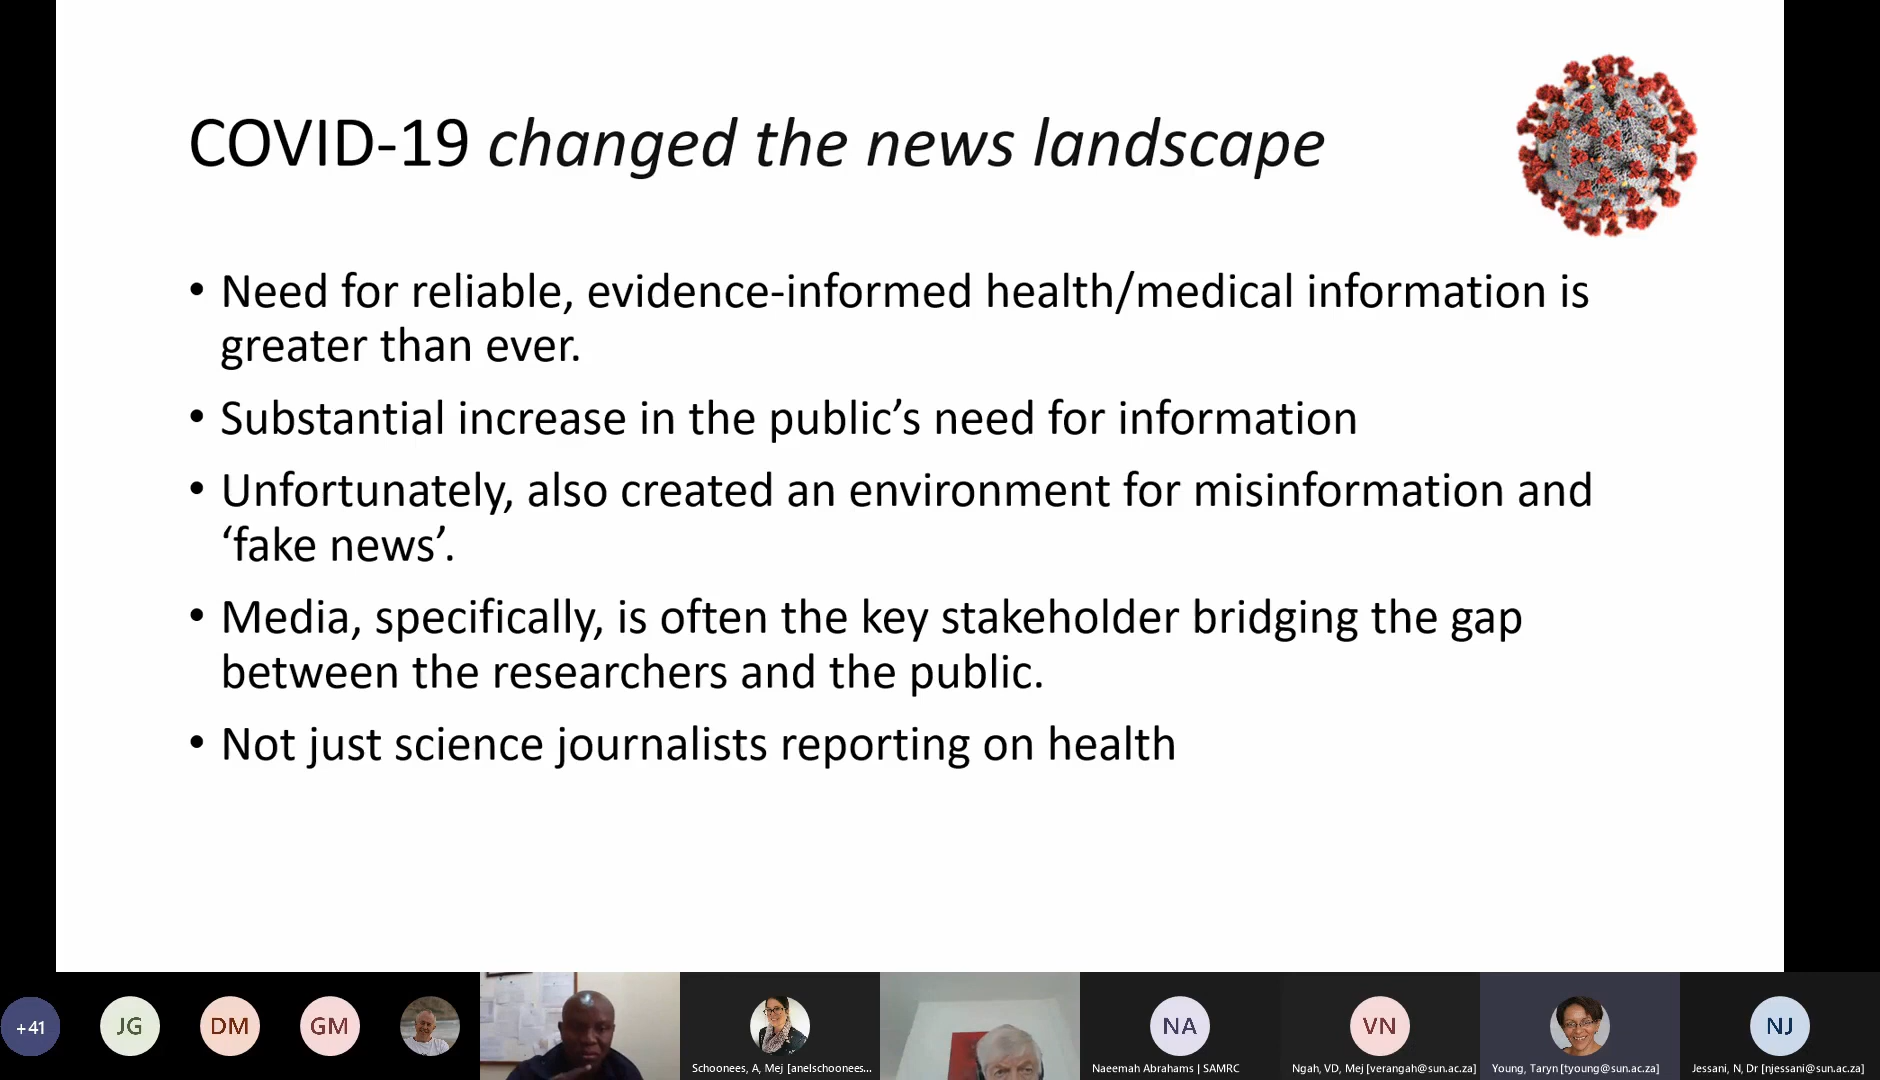 COVID-19 changed the news landscape
• Need for reliable, evidence-informed health/medical information is
greater than ever.
• Substantial increase in the public’s need for information
• Unfortunately, also created an environment for misinformation and
‘fake news’.
• Media, specifically, is often the key stakeholder bridging the gap
between the researchers and the public.
• Not just science journalists reporting on health
+41
JG
DM
GM
Schoonees, A, Mej [anelschoonees...
NA
Naeemah Abrahams | SAMRC
VN
Ngah, VD, Mej [verangah@sun.ac.za]
Young, Taryn [tyoung@sun.ac.za]
NJ
Jessani, N, Dr [njessani@sun.ac.za]